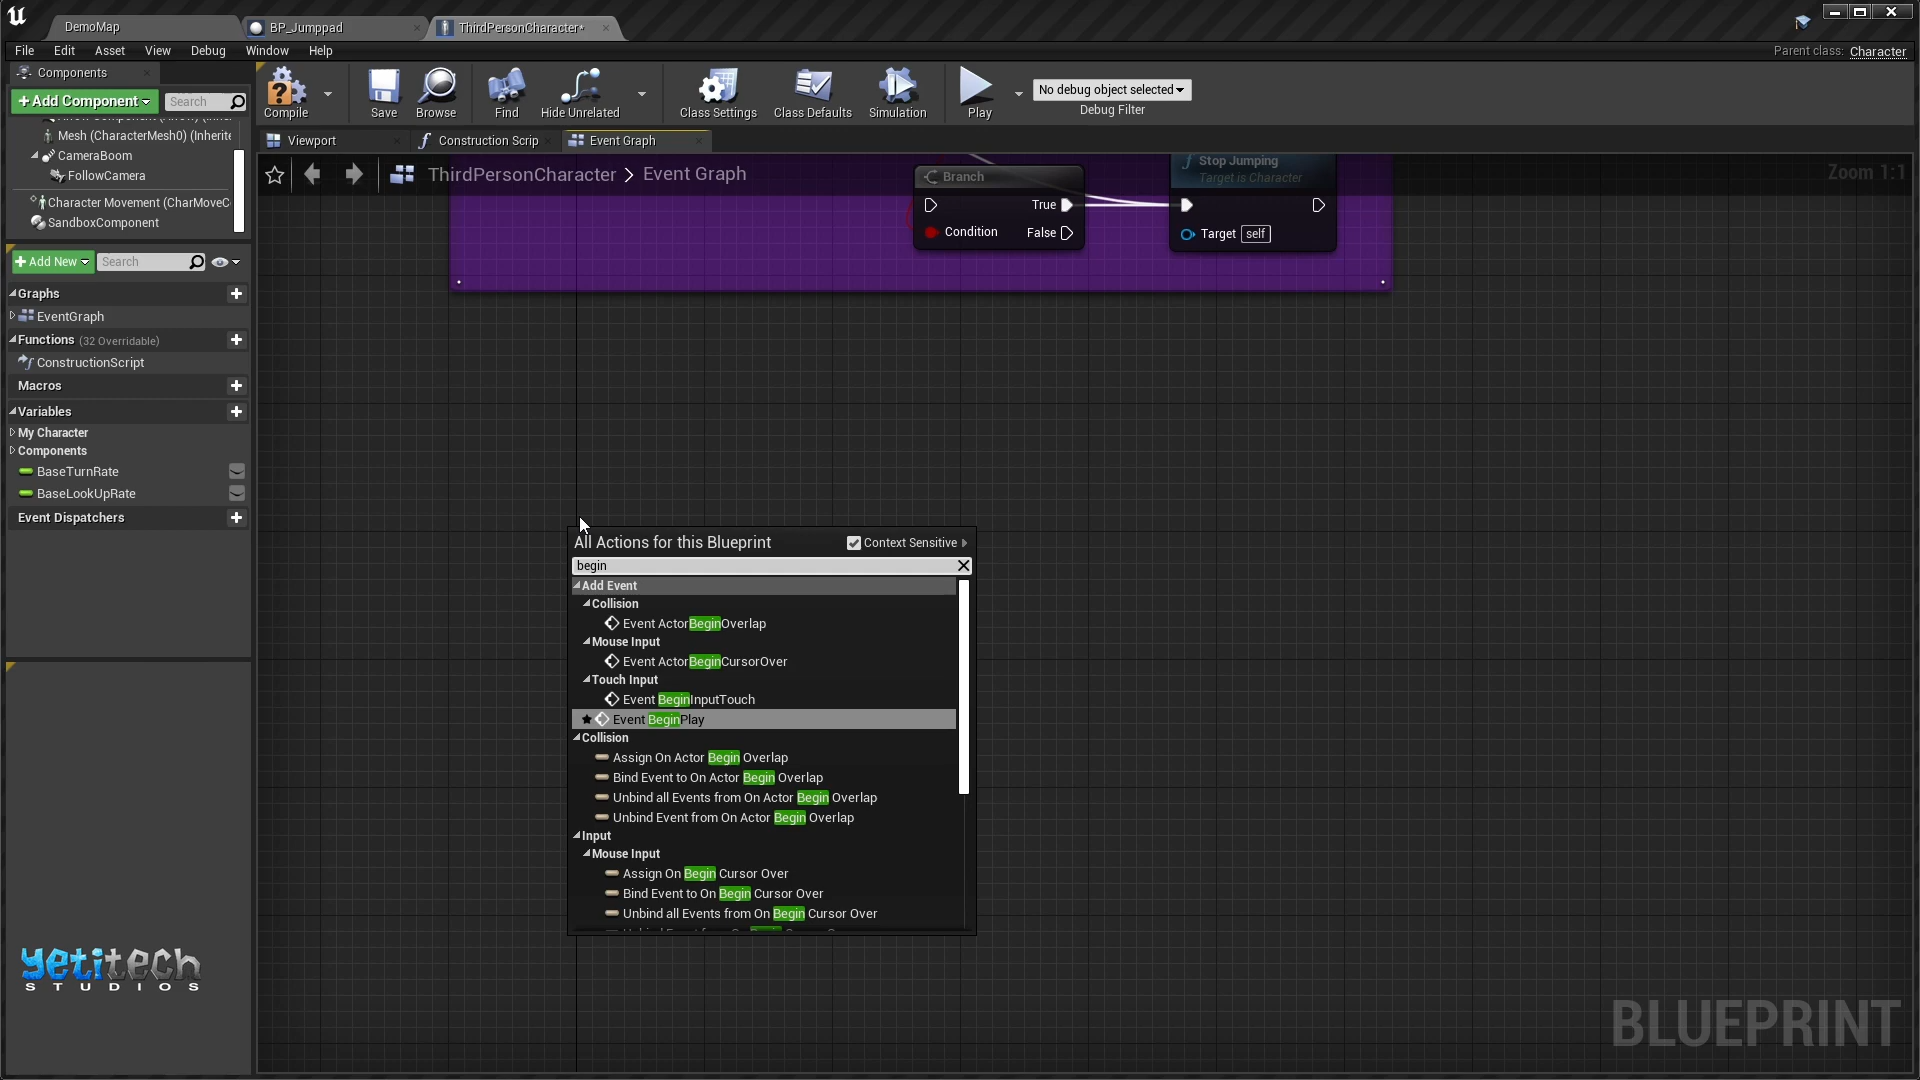 DemoMap
BP_Jumppad
ThirdPersonCharacter*
File Edit Asset View Debug Window Help
Parent class: Character
Components
+Add Component
Search
Mesh (CharacterMesh0) (Inherite
CameraBoom
FollowCamera
Character Movement (CharMoveC
SandboxComponent
Compile
Save
Browse
Find
Hide Unrelated
Class Settings
Class Defaults
Simulation
Play
No debug object selected
Debug Filter
Viewport
Construction Scrip
Event Graph
ThirdPersonCharacter > Event Graph
Zoom 1:1
+Add New
Search
Graphs
EventGraph
Functions (32 Overridable)
ConstructionScript
Macros
Variables
My Character
Components
BaseTurnRate
BaseLookUpRate
Event Dispatchers
Branch
True
Condition
False
Stop Jumping
Target is Character
Target self
All Actions for this Blueprint
Context Sensitive
begin
Add Event
Collision
Event ActorBeginOverlap
Mouse Input
Event ActorBeginCursorOver
Touch Input
Event BeginInputTouch
Event BeginPlay
Collision
Assign On Actor Begin Overlap
Bind Event to On Actor Begin Overlap
Unbind all Events from On Actor Begin Overlap
Unbind Event from On Actor Begin Overlap
Input
Mouse Input
Assign On Begin Cursor Over
Bind Event to On Begin Cursor Over
Unbind all Events from On Begin Cursor Over
yetitech
STUDIOS
BLUEPRINT